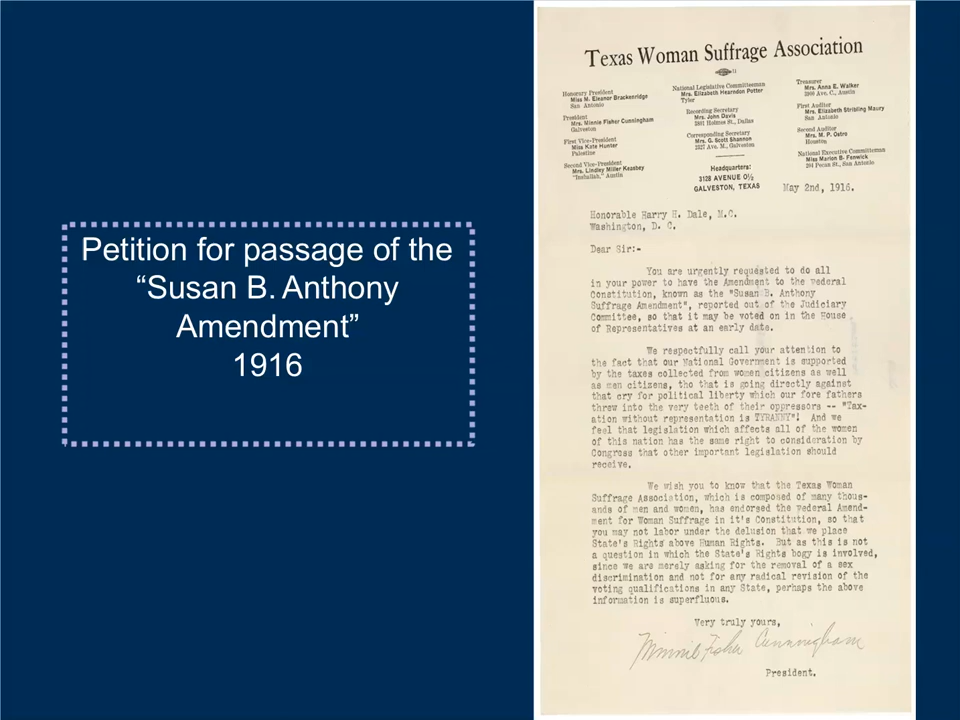 Petition for passage of the
“Susan B. Anthony
Amendment”
1916
Texas Woman Suffrage Association
Honorary President
Miss M. Eleanor Brackenridge
San Antonio
President
Mrs. Minnie Fisher Cunningham
Galveston
First Vice-President
Miss Kate Hunter
Palestine
Second Vice-President
Mrs. Lindley Miller Keasbey
"Inshallah," Austin
National Legislative Committeeman
Mrs. Elizabeth Hearndon Potter
Tyler
Recording Secretary
Mrs. John Davis
Holmes St., Dallas
Corresponding Secretary
Mrs. G. Scott Shannon
Ave. M., Galveston
Headquarters:
3128 AVENUE O½
GALVESTON, TEXAS
Treasurer
Mrs. Anna E. Walker
Ave. C., Austin
First Auditor
Mrs. Elizabeth Stribling Maury
San Antonio
Second Auditor
Mrs. M. P. Ostro
Houston
National Executive Committeeman
Miss Marion B. Fenwick
Pecan St., San Antonio
May 2nd, 1916.
Honorable Harry H. Dale, M.C.
Washington, D. C.
Dear Sir:-
You are urgently requested to do all
in your power to have the Amendment to the Federal
Constitution, known as the "Susan B. Anthony
Suffrage Amendment", reported out of the Judiciary
Committee, so that it may be voted on in the House
of Representatives at an early date.
We respectfully call your attention to
the fact that our National Government is supported
by the taxes collected from women citizens as well
as men citizens, tho that is going directly against
that cry for political liberty which our fore fathers
threw into the very teeth of their oppressors -- "Tax-
ation without representation is TYRANNY"! And we
feel that legislation which affects all of the women
of this nation has the same right to consideration by
Congress that other important legislation should
receive.
We wish you to know that the Texas Woman
Suffrage Association, which is composed of many thous-
ands of men and women, has endorsed the Federal Amend-
ment for Woman Suffrage in it's Constitution, so that
you may not labor under the delusion that we place
State's Rights above Human Rights. But as this is not
a question in which the State's Rights bogy is involved,
since we are merely asking for the removal of a sex
discrimination and not for any radical revision of the
voting qualifications in any State, perhaps the above
information is superfluous.
Very truly yours,
Minnie Fisher Cunningham
President.